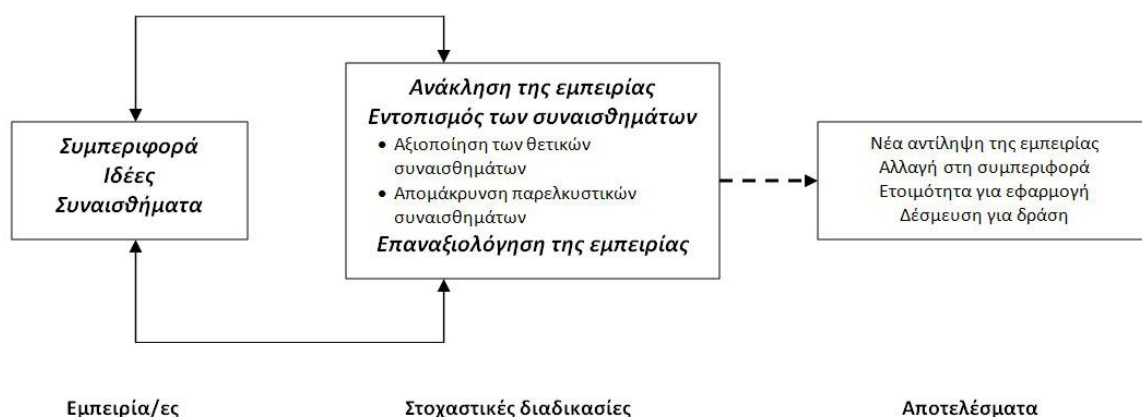 Συμπεριφορά
Ιδέες
Συναισθήματα
Ανάκληση της εμπειρίας
Εντοπισμός των συναισθημάτων
• Αξιοποίηση των θετικών
συναισθημάτων
• Απομάκρυνση παρελκυστικών
συναισθημάτων
Επαναξιολόγηση της εμπειρίας
Νέα αντίληψη της εμπειρίας
Αλλαγή στη συμπεριφορά
Ετοιμότητα για εφαρμογή
Δέσμευση για δράση
Εμπειρία/ες
Στοχαστικές διαδικασίες
Αποτελέσματα